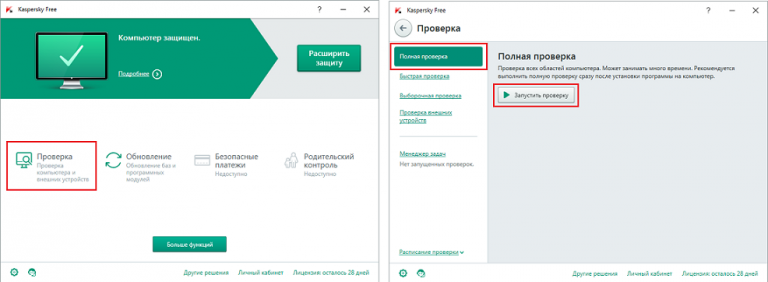 Kaspersky Free
Компьютер защищен.
Подробнее
Расширить
защиту
Проверка
Проверка
компьютера и
внешних устройств
Обновление
Обновление баз и
программных
модулей
Безопасные
платежи
Недоступно
Родительский
контроль
Недоступно
Больше функций
Другие решения
Личный кабинет
Лицензия: осталось 28 дней
Kaspersky Free
Проверка
Полная проверка
Быстрая проверка
Выборочная проверка
Проверка внешних
устройств
Менеджер задач
Нет запущенных проверок.
Расписание проверки
Полная проверка
Проверка всех областей компьютера. Может занимать много времени. Рекомендуется
выполнить полную проверку сразу после установки программы на компьютер.
Запустить проверку
Другие решения
Личный кабинет
Лицензия: осталось 28 дней